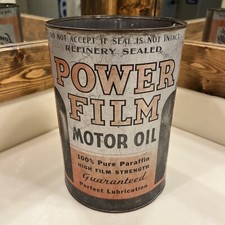 DO NOT ACCEPT IF SEAL IS NOT INTACT
REFINERY SEALED
POWER
FILM
MOTOR OIL
100% Pure Paraffin
HIGH FILM STRENGTH
Guaranteed
Perfect Lubrication